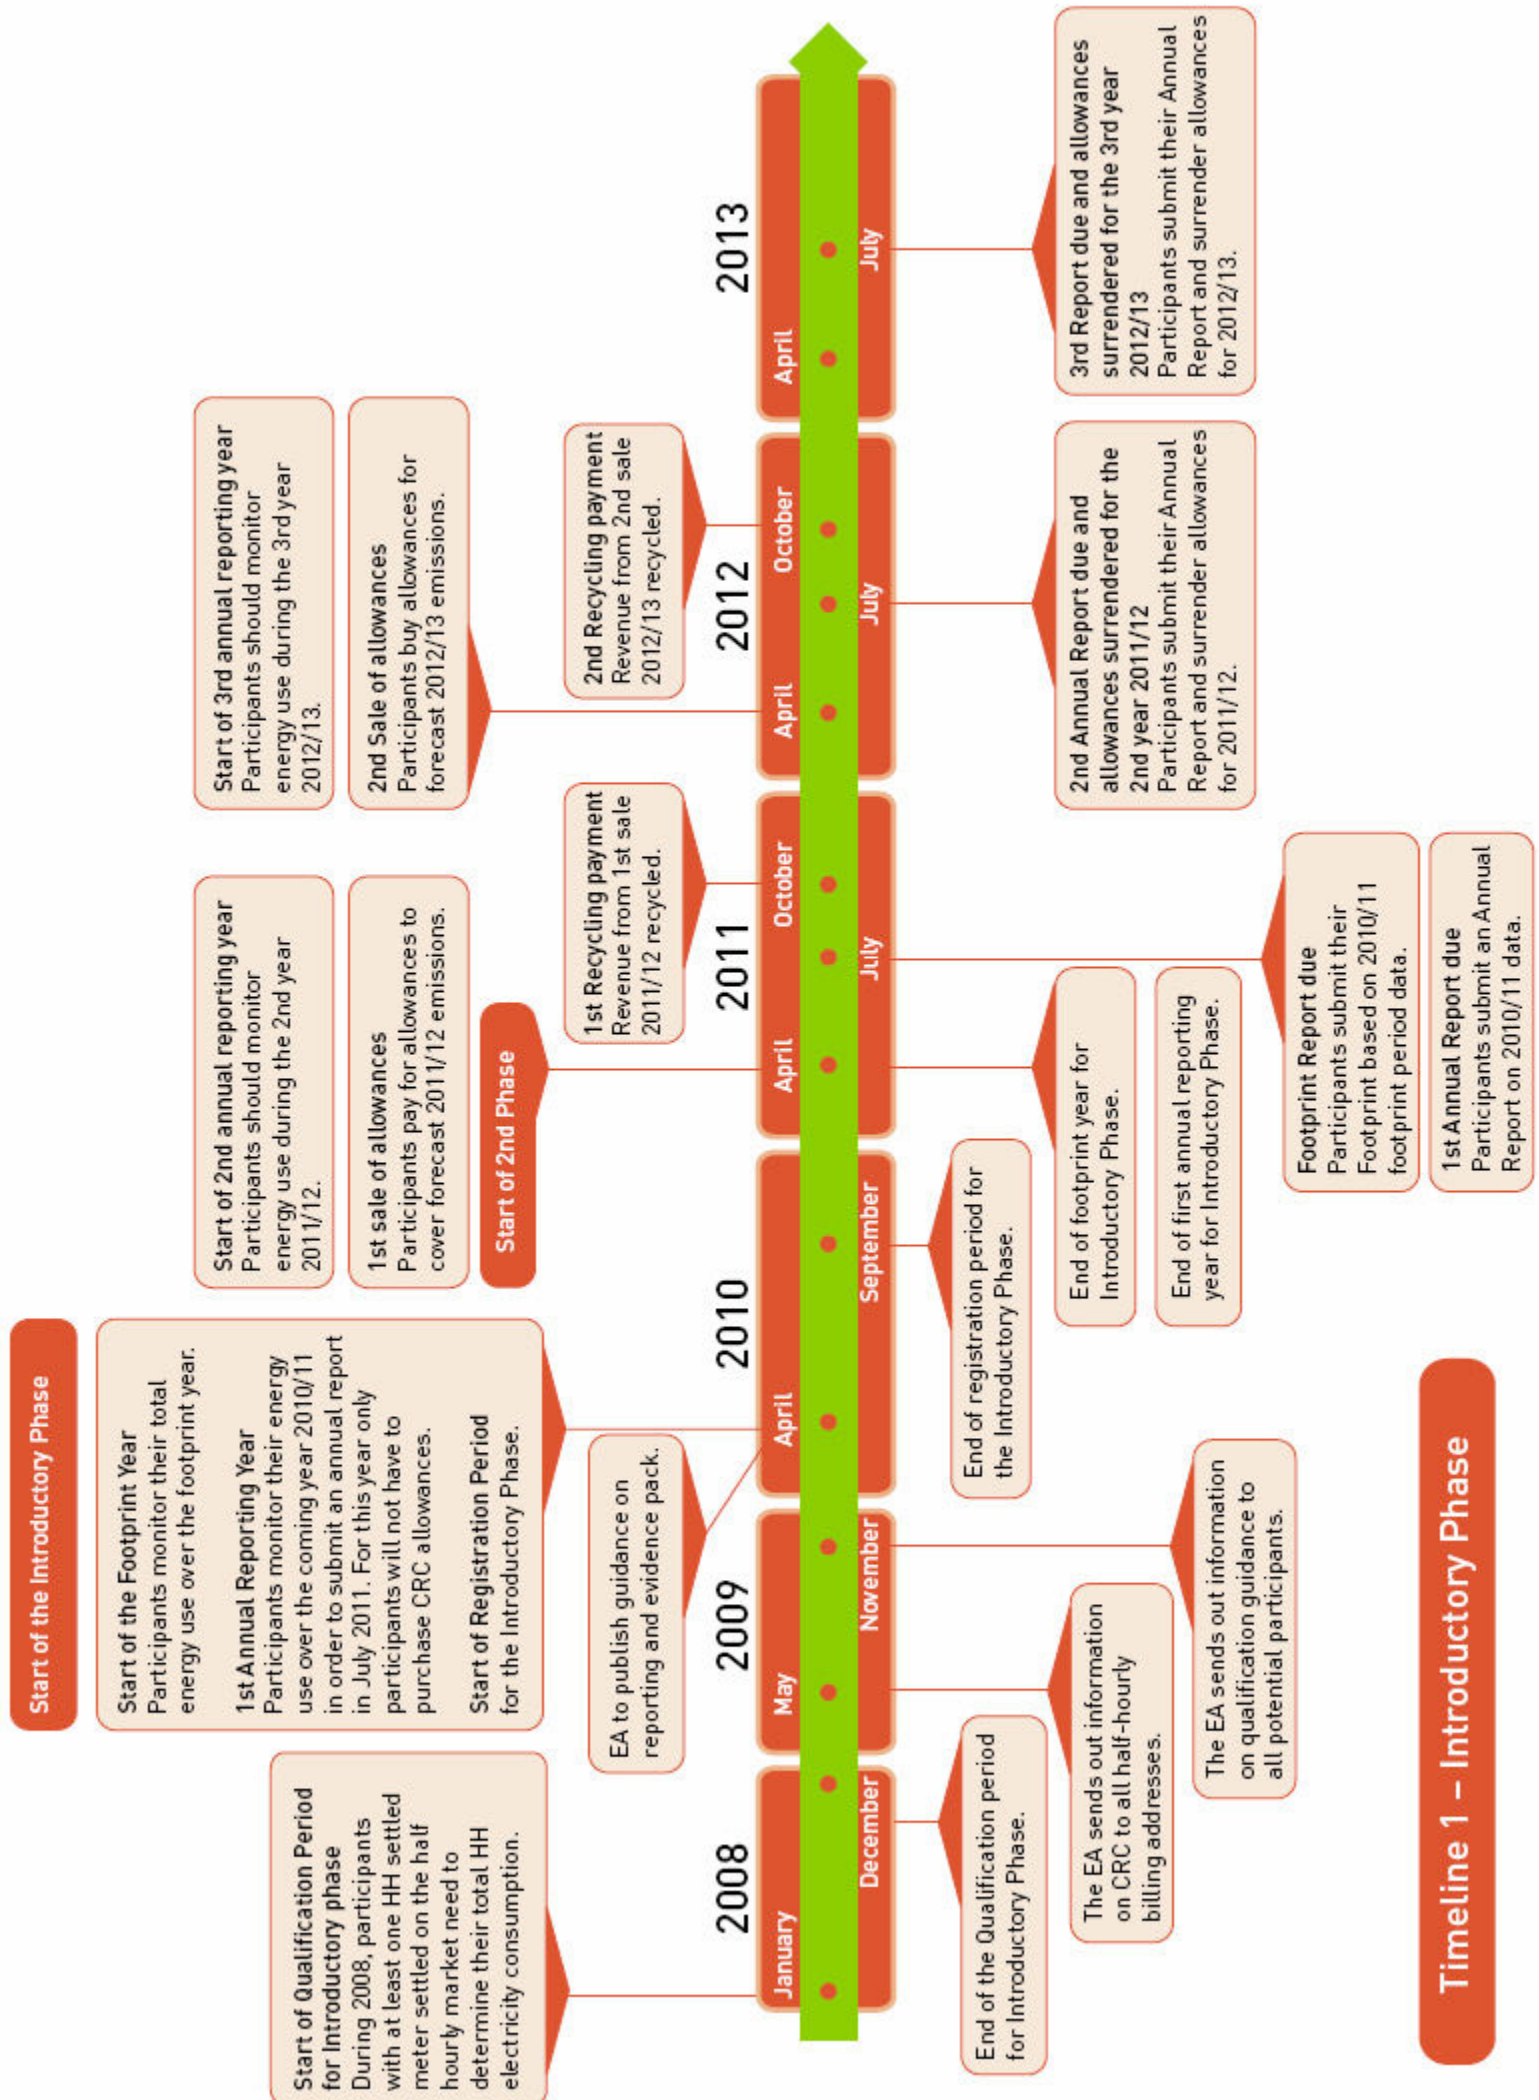 Start of the Introductory Phase
Start of Qualification Period
for Introductory phase
During 2008, participants
with at least one HH settled
meter settled on the half
hourly market need to
determine their total HH
electricity consumption.
Start of the Footprint Year
Participants monitor their total
energy use over the footprint year.
1st Annual Reporting Year
Participants monitor their energy
use over the coming year 2010/11
in order to submit an annual report
in July 2011. For this year only
participants will not have to
purchase CRC allowances.
Start of Registration Period
for the Introductory Phase.
EA to publish guidance on
reporting and evidence pack.
Start of 2nd annual reporting year
Participants should monitor
energy use during the 2nd year
2011/12.
1st sale of allowances
Participants pay for allowances to
cover forecast 2011/12 emissions.
Start of 2nd Phase
1st Recycling payment
Revenue from 1st sale
2011/12 recycled.
Start of 3rd annual reporting year
Participants should monitor
energy use during the 3rd year
2012/13.
2nd Sale of allowances
Participants buy allowances for
forecast 2012/13 emissions.
2nd Recycling payment
Revenue from 2nd sale
2012/13 recycled.
2008
2009
2010
2011
2012
2013
January
May
April
April
October
April
October
April
December
November
September
July
July
July
End of the Qualification period
for Introductory Phase.
The EA sends out information
on CRC to all half-hourly
billing addresses.
The EA sends out information
on qualification guidance to
all potential participants.
End of registration period for
the Introductory Phase.
End of footprint year for
Introductory Phase.
End of first annual reporting
year for Introductory Phase.
Footprint Report due
Participants submit their
Footprint based on 2010/11
footprint period data.
1st Annual Report due
Participants submit an Annual
Report on 2010/11 data.
2nd Annual Report due and
allowances surrendered for the
2nd year 2011/12
Participants submit their Annual
Report and surrender allowances
for 2011/12.
3rd Report due and allowances
surrendered for the 3rd year
2012/13
Participants submit their Annual
Report and surrender allowances
for 2012/13.
Timeline 1 – Introductory Phase